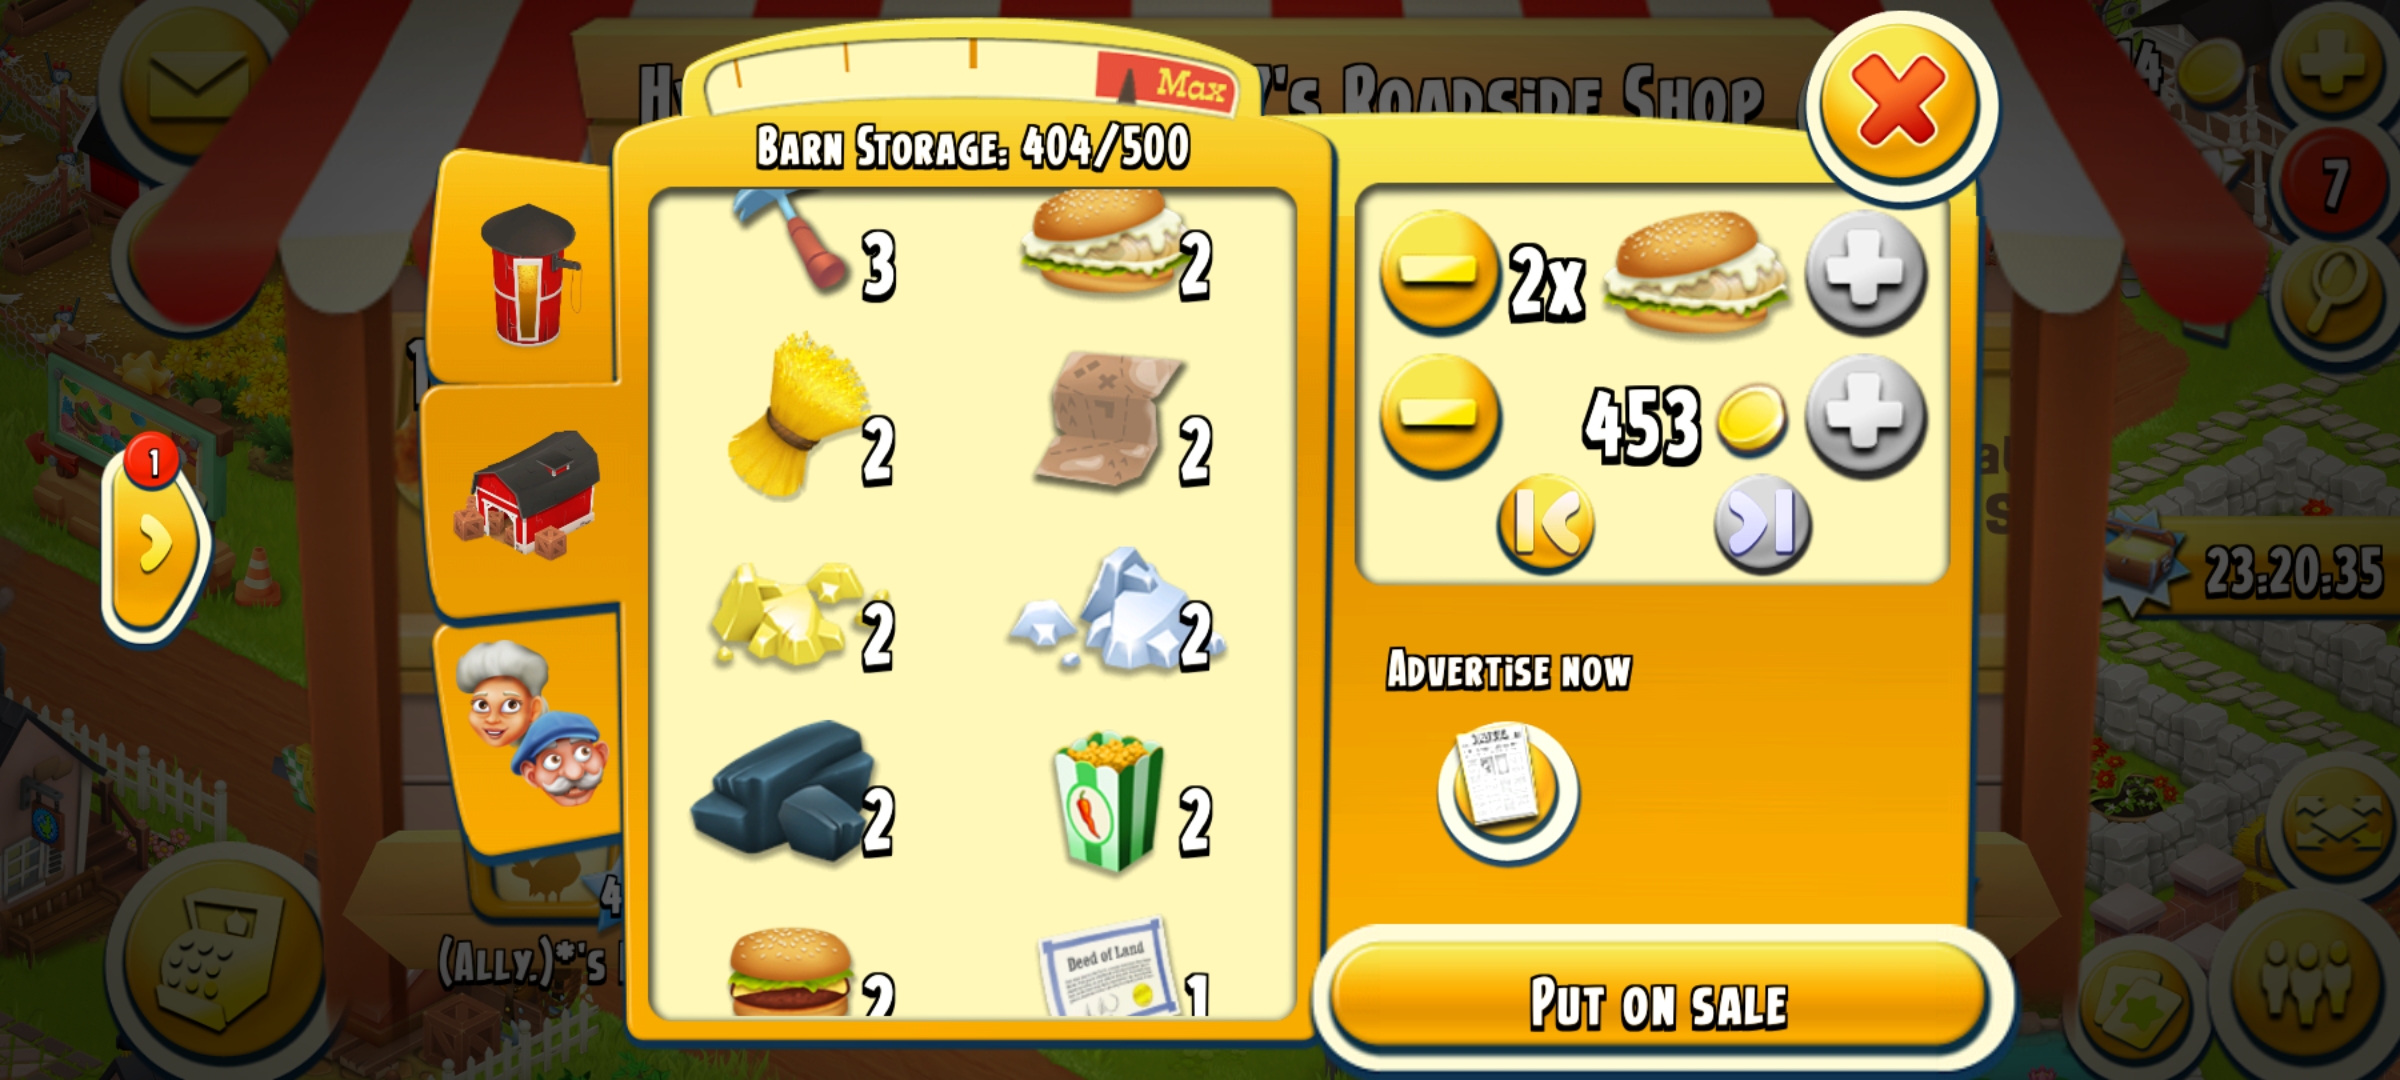 Max
's Roadside Shop
Barn Storage: 404/500
3
2
2x
2
2
453
1
2
2
23:20:35
7
Advertise now
2
2
Deed of Land
2
1
(Ally.)*'s
Put on sale